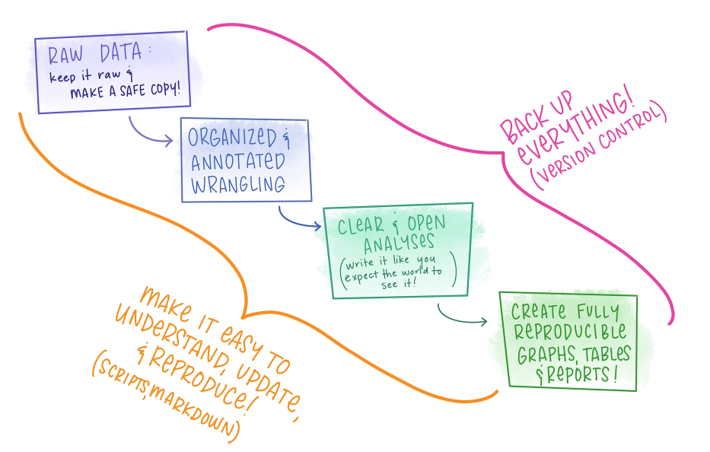 RAW DATA:
keep it raw &
MAKE A SAFE COPY!
ORGANIZED &
ANNOTATED
WRANGLING
CLEAR & OPEN
ANALYSES
(write it like you
expect the world to
see it!)
CREATE FULLY
REPRODUCIBLE
GRAPHS, TABLES
& REPORTS!
BACK UP
EVERYTHING!
(VERSION CONTROL)
MAKE IT EASY TO
UNDERSTAND, UPDATE,
& REPRODUCE!
(SCRIPTS, MARKDOWN)